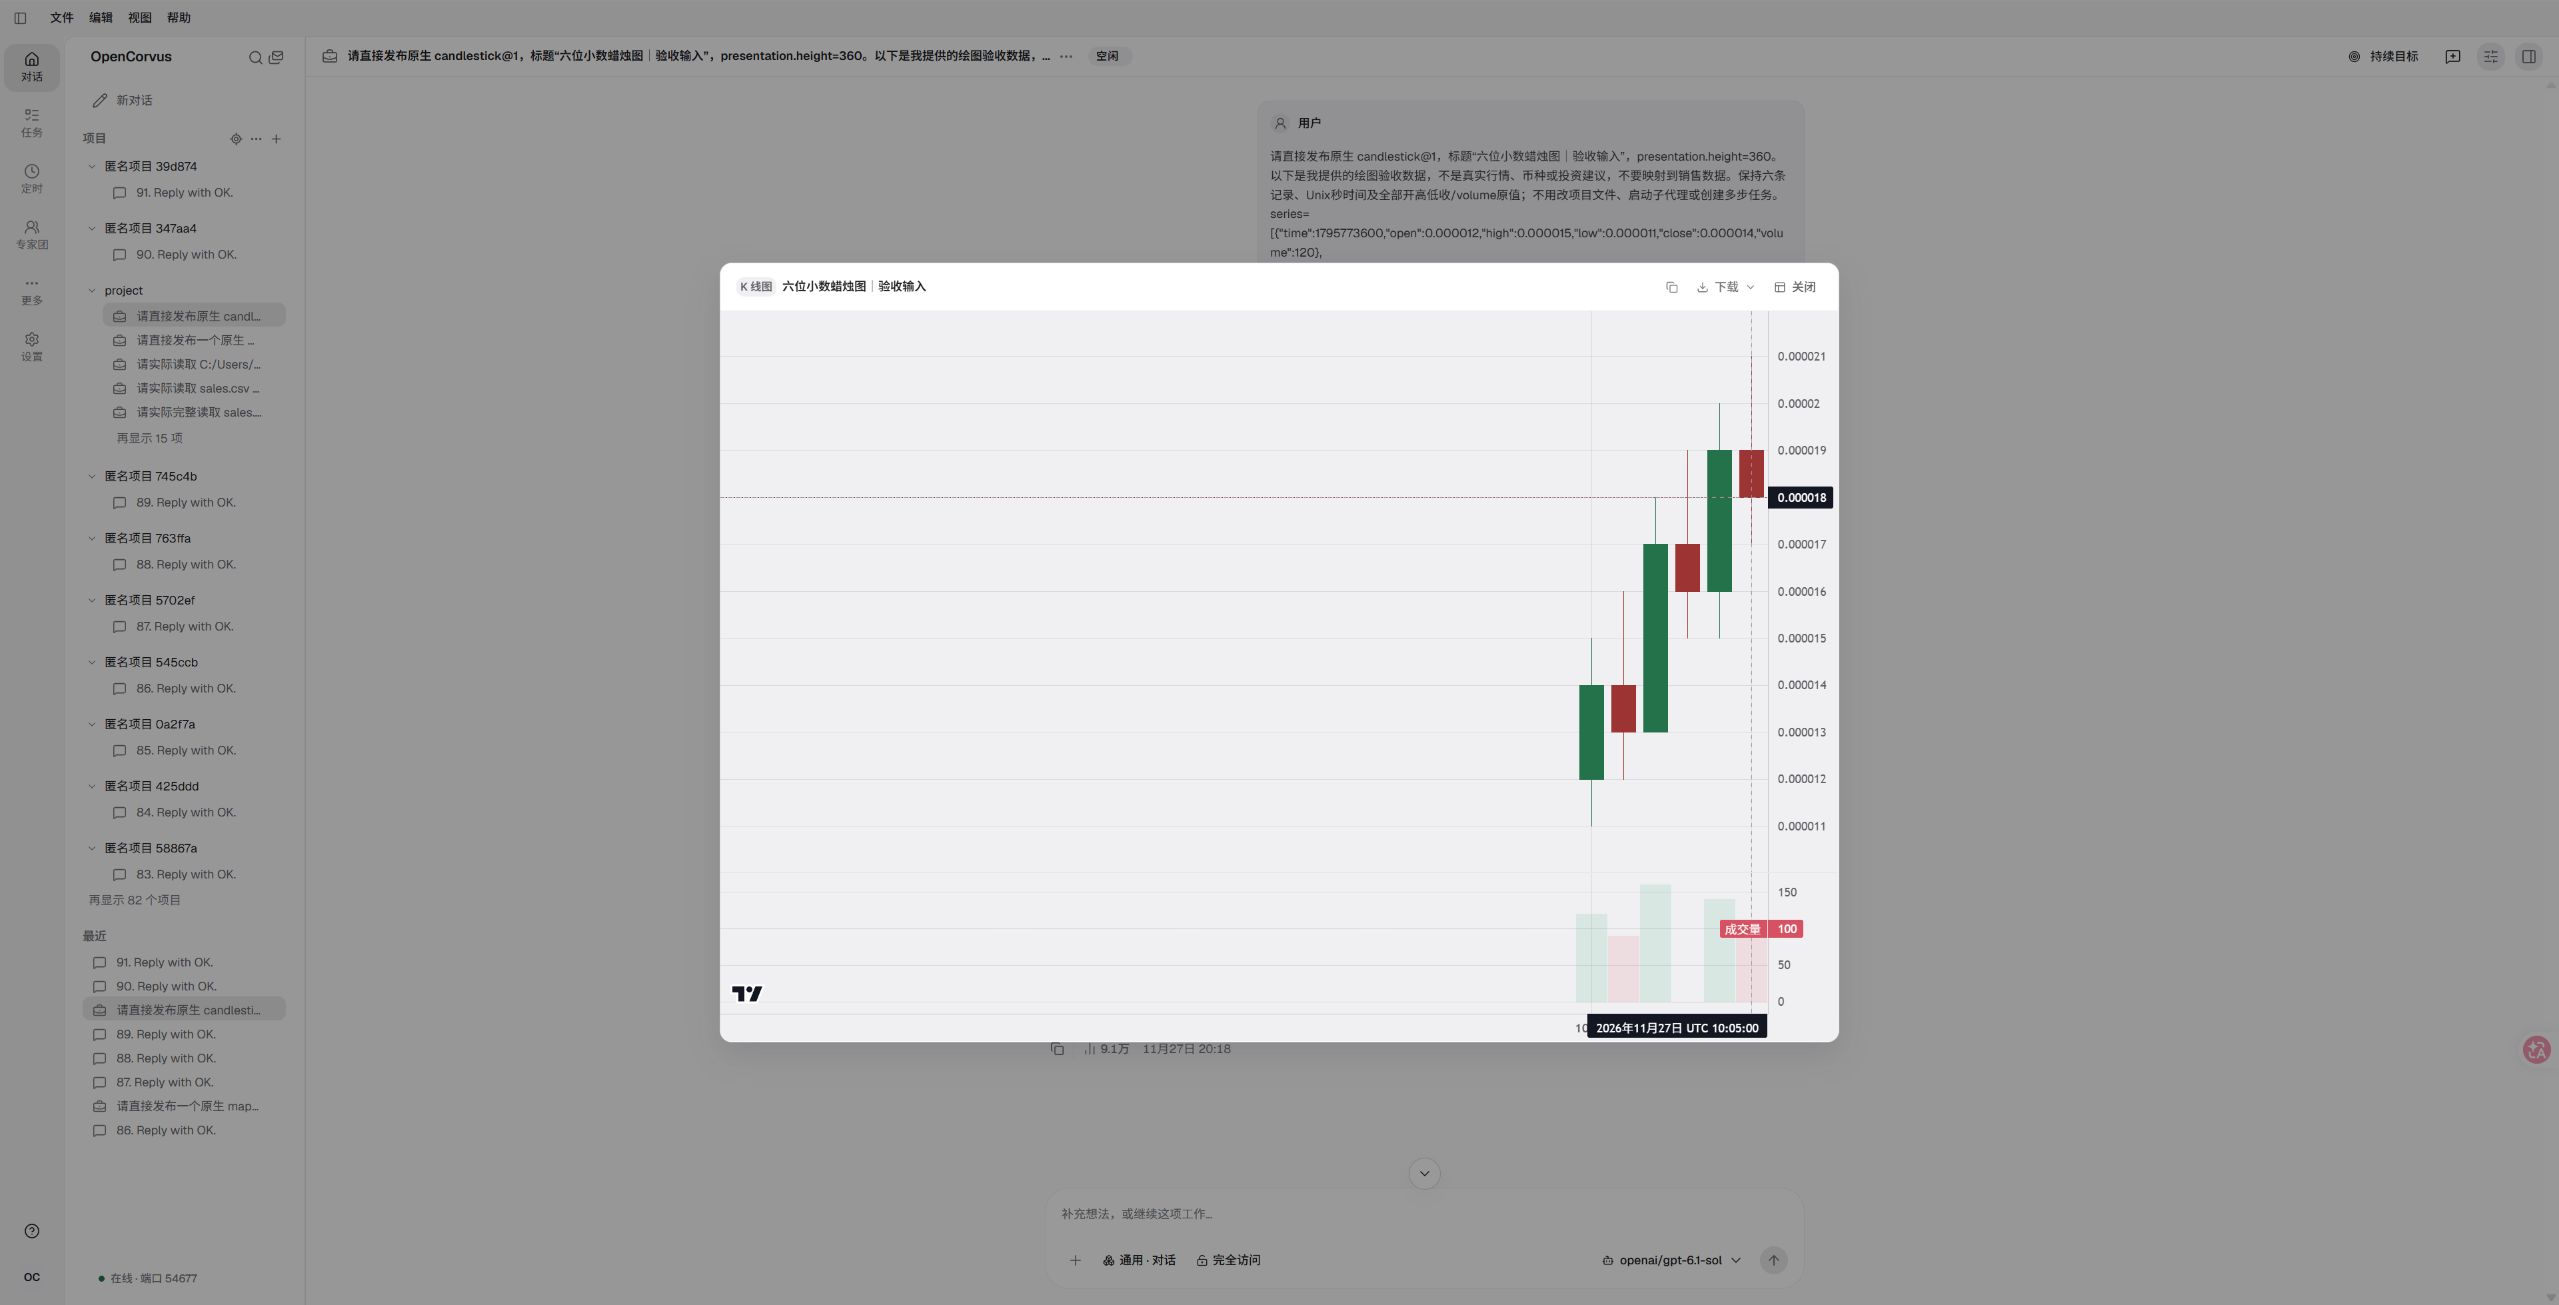 文件 编辑 视图 帮助
对话
任务
定时
专家团
更多
设置
OC
OpenCorvus
新对话
项目
匿名项目 39d874
91. Reply with OK.
匿名项目 347aa4
90. Reply with OK.
project
请直接发布原生 candl...
请直接发布一个原生 ...
请实际读取 C:/Users/...
请实际读取 sales.csv ...
请实际完整读取 sales....
再显示 15 项
匿名项目 745c4b
89. Reply with OK.
匿名项目 763ffa
88. Reply with OK.
匿名项目 5702ef
87. Reply with OK.
匿名项目 545ccb
86. Reply with OK.
匿名项目 0a2f7a
85. Reply with OK.
匿名项目 425ddd
84. Reply with OK.
匿名项目 58867a
83. Reply with OK.
再显示 82 个项目
最近
91. Reply with OK.
90. Reply with OK.
请直接发布原生 candlesti...
89. Reply with OK.
88. Reply with OK.
87. Reply with OK.
请直接发布一个原生 map...
86. Reply with OK.
在线 · 端口 54677
请直接发布原生 candlestick@1，标题“六位小数蜡烛图｜验收输入”，presentation.height=360。以下是我提供的绘图验收数据，... 空闲
持续目标
用户
请直接发布原生 candlestick@1，标题“六位小数蜡烛图｜验收输入”，presentation.height=360。
以下是我提供的绘图验收数据，不是真实行情、币种或投资建议，不要映射到销售数据。保持六条
记录、Unix秒时间及全部开高低收/volume原值；不用改项目文件、启动子代理或创建多步任务。
series=
[{"time":1795773600,"open":0.000012,"high":0.000015,"low":0.000011,"close":0.000014,"volu
me":120},
K 线图 六位小数蜡烛图｜验收输入
下载
关闭
0.000021
0.00002
0.000019
0.000018
0.000017
0.000016
0.000015
0.000014
0.000013
0.000012
0.000011
150
成交量 100
50
0
10
2026年11月27日 UTC 10:05:00
9.1万 11月27日 20:18
补充想法，或继续这项工作...
通用 · 对话 完全访问
openai/gpt-6.1-sol